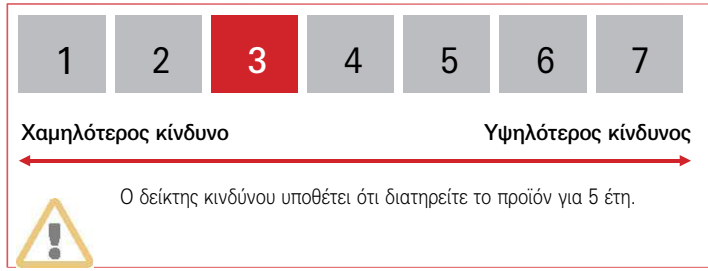 1 2 3 4 5 6 7
Χαμηλότερος κίνδυνο Υψηλότερος κίνδυνος
Ο δείκτης κινδύνου υποθέτει ότι διατηρείτε το προϊόν για 5 έτη.
!